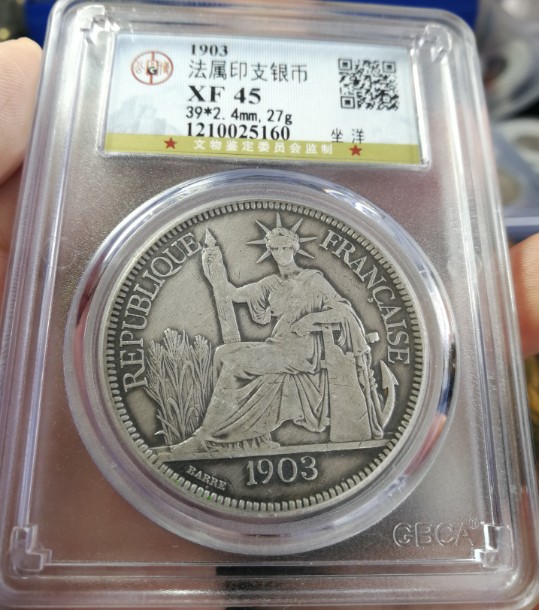 1903
法属印支银币
XF 45
39*2.4mm,27g
1210025160
坐洋
★ 文物鉴定委员会监制 ★
REPUBLIQUE FRANÇAISE
BARRE
1903
GBCA®